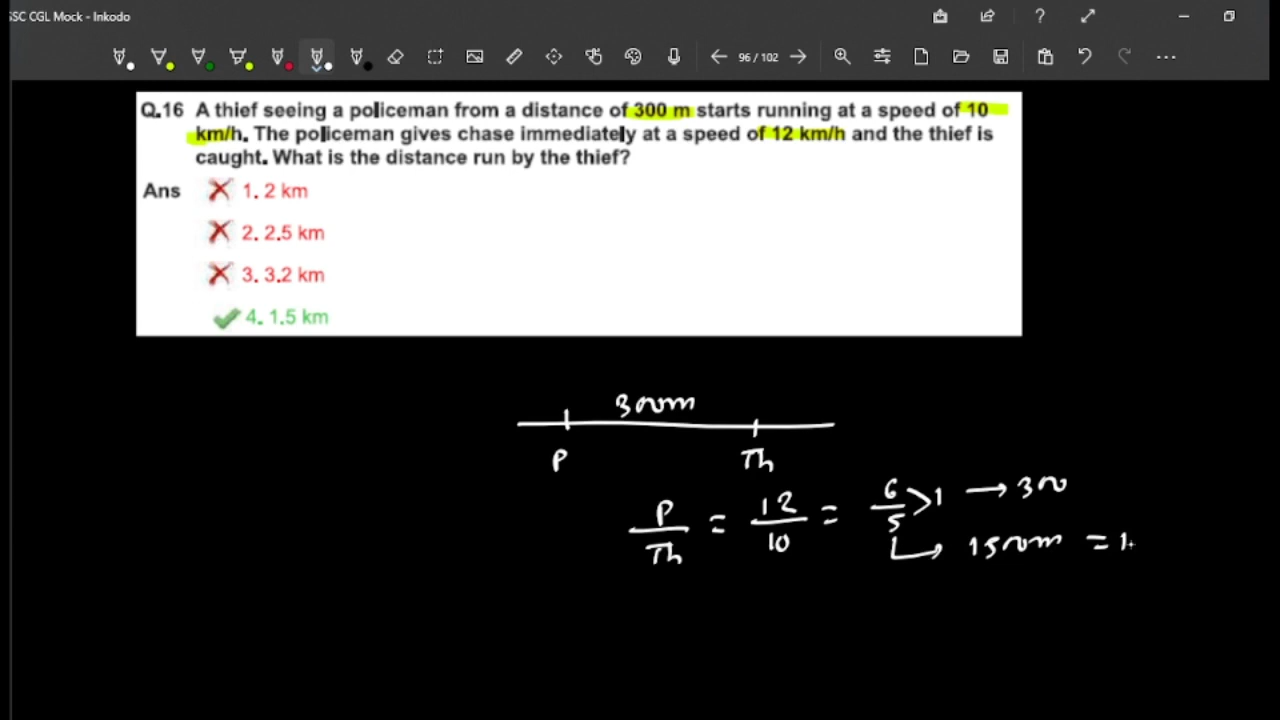 SSC CGL Mock - Inkodo
96 / 102
Q.16 A thief seeing a policeman from a distance of 300 m starts running at a speed of 10
km/h. The policeman gives chase immediately at a speed of 12 km/h and the thief is
caught. What is the distance run by the thief?
Ans 1. 2 km
2. 2.5 km
3. 3.2 km
4. 1.5 km
300m
P Th
P/Th = 12/10 = 6/5 > 1 → 300
→ 1500m = 1.